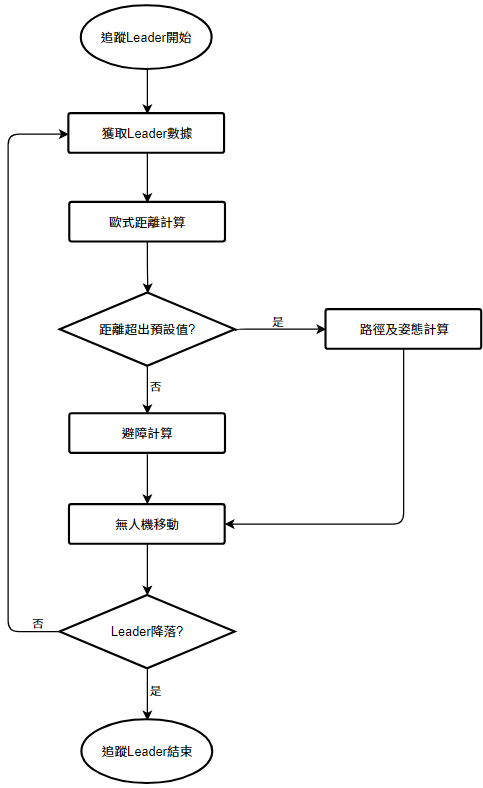 追蹤Leader開始
獲取Leader數據
歐式距離計算
距離超出預設值?
是
路徑及姿態計算
否
避障計算
無人機移動
Leader降落?
否
是
追蹤Leader結束